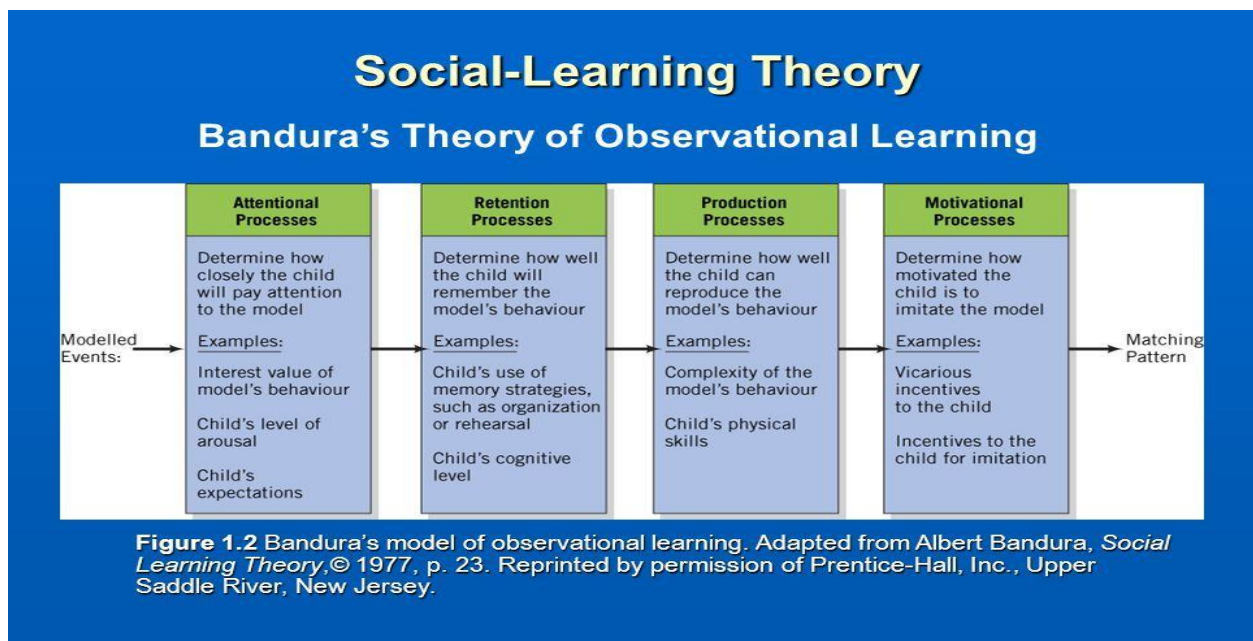 Social-Learning Theory
Bandura’s Theory of Observational Learning
Modelled
Events:
Attentional
Processes
Determine how
closely the child
will pay attention
to the model
Examples:
Interest value of
model’s behaviour
Child’s level of
arousal
Child’s
expectations
Retention
Processes
Determine how well
the child will
remember the
model’s behaviour
Examples:
Child’s use of
memory strategies,
such as organization
or rehearsal
Child’s cognitive
level
Production
Processes
Determine how well
the child can
reproduce the
model’s behaviour
Examples:
Complexity of the
model’s behaviour
Child’s physical
skills
Motivational
Processes
Determine how
motivated the
child is to
imitate the model
Examples:
Vicarious
incentives
to the child
Incentives to the
child for imitation
Matching
Pattern
Figure 1.2 Bandura’s model of observational learning. Adapted from Albert Bandura, Social
Learning Theory,© 1977, p. 23. Reprinted by permission of Prentice-Hall, Inc., Upper
Saddle River, New Jersey.